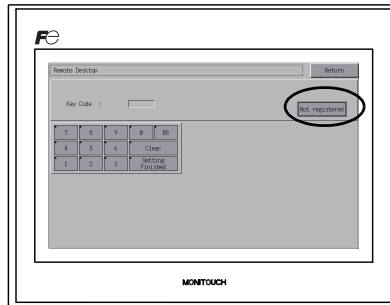 Fe
Remote Desktop Return
Key Code :
Not registered
7 8 9 0 BS
4 5 6 Clear
1 2 3 Setting Finished
MONITOUCH